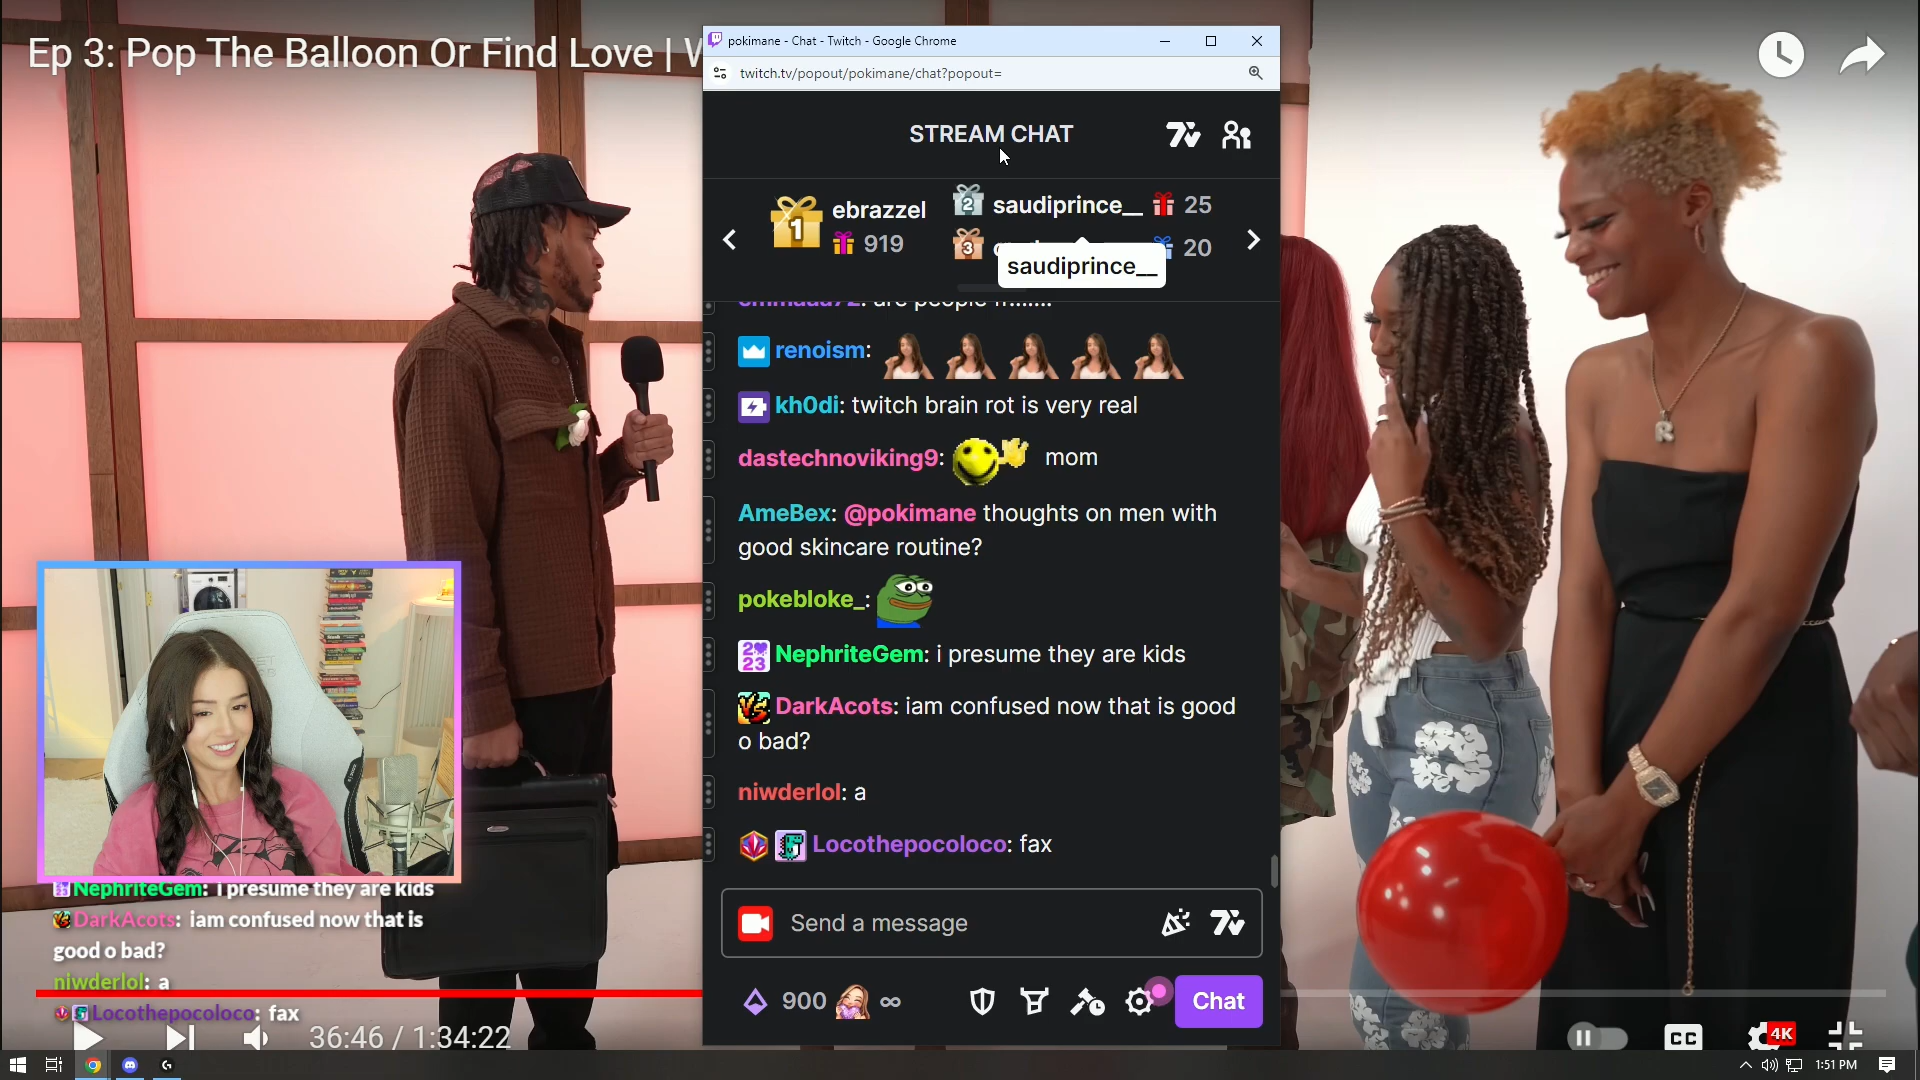 Ep 3: Pop The Balloon Or Find Love |
pokimane - Chat - Twitch - Google Chrome
twitch.tv/popout/pokimane/chat?popout=
STREAM CHAT
1 ebrazzel 919
2 saudiprince__ 25
3 20
saudiprince__
renoism:
kh0di: twitch brain rot is very real
dastechnoviking9: mom
AmeBex: @pokimane thoughts on men with
good skincare routine?
pokebloke_:
NephriteGem: i presume they are kids
DarkAcots: iam confused now that is good
o bad?
niwderlol: a
Locothepocoloco: fax
Send a message
900 ∞
Chat
NephriteGem: i presume they are kids
DarkAcots: iam confused now that is
good o bad?
niwderlol: a
Locothepocoloco: fax
36:46 / 1:34:22
CC
4K
1:51 PM
R